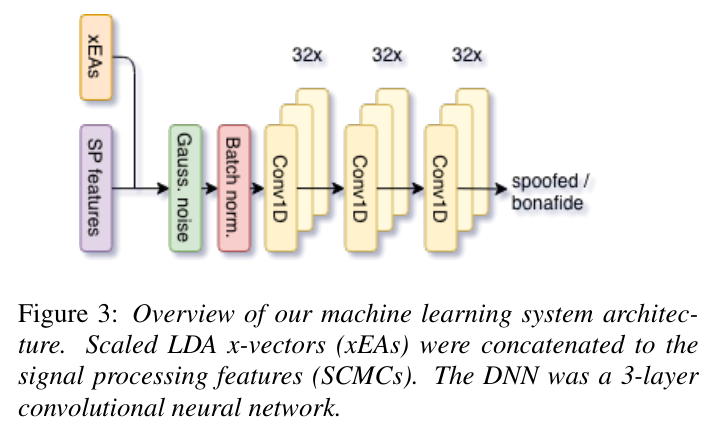 xEAs
32x
32x
32x
SP features
Gauss. noise
Batch norm.
Conv1D
Conv1D
Conv1D
spoofed /
bonafide
Figure 3: Overview of our machine learning system architec-
ture. Scaled LDA x-vectors (xEAs) were concatenated to the
signal processing features (SCMCs). The DNN was a 3-layer
convolutional neural network.